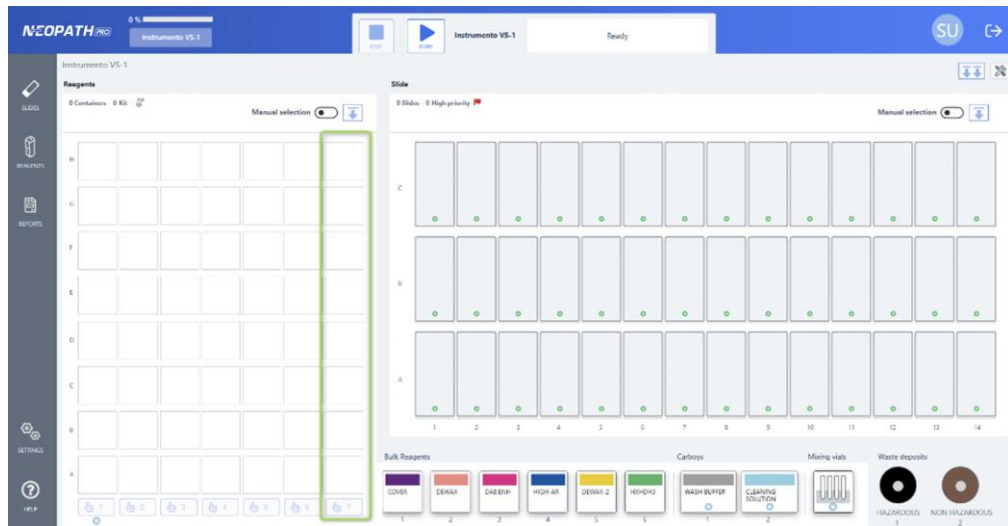 NEOPATH PRO
0 %
Instrumento VS-1
STOP
START
Instrumento VS-1
Ready
SU
Instrumento VS-1
SLIDES
REAGENTS
REPORTS
SETTINGS
HELP
Reagents
0 Containers - 0 Kit
Manual selection
H
G
F
E
D
C
B
A
1 2 3 4 5 6 7
Slide
0 Slides - 0 High priority
Manual selection
C
B
A
1 2 3 4 5 6 7 8 9 10 11 12 13 14
Bulk Reagents
Carboys
Mixing vials
Waste deposits
COVER
DEWAX
DAB ENH
HIGH AR
DEWAX-2
WASH BUFFER
CLEANING
SOLUTION
1 2 3 4 5 6
1 2
HAZARDOUS
1
NON HAZARDOUS
2